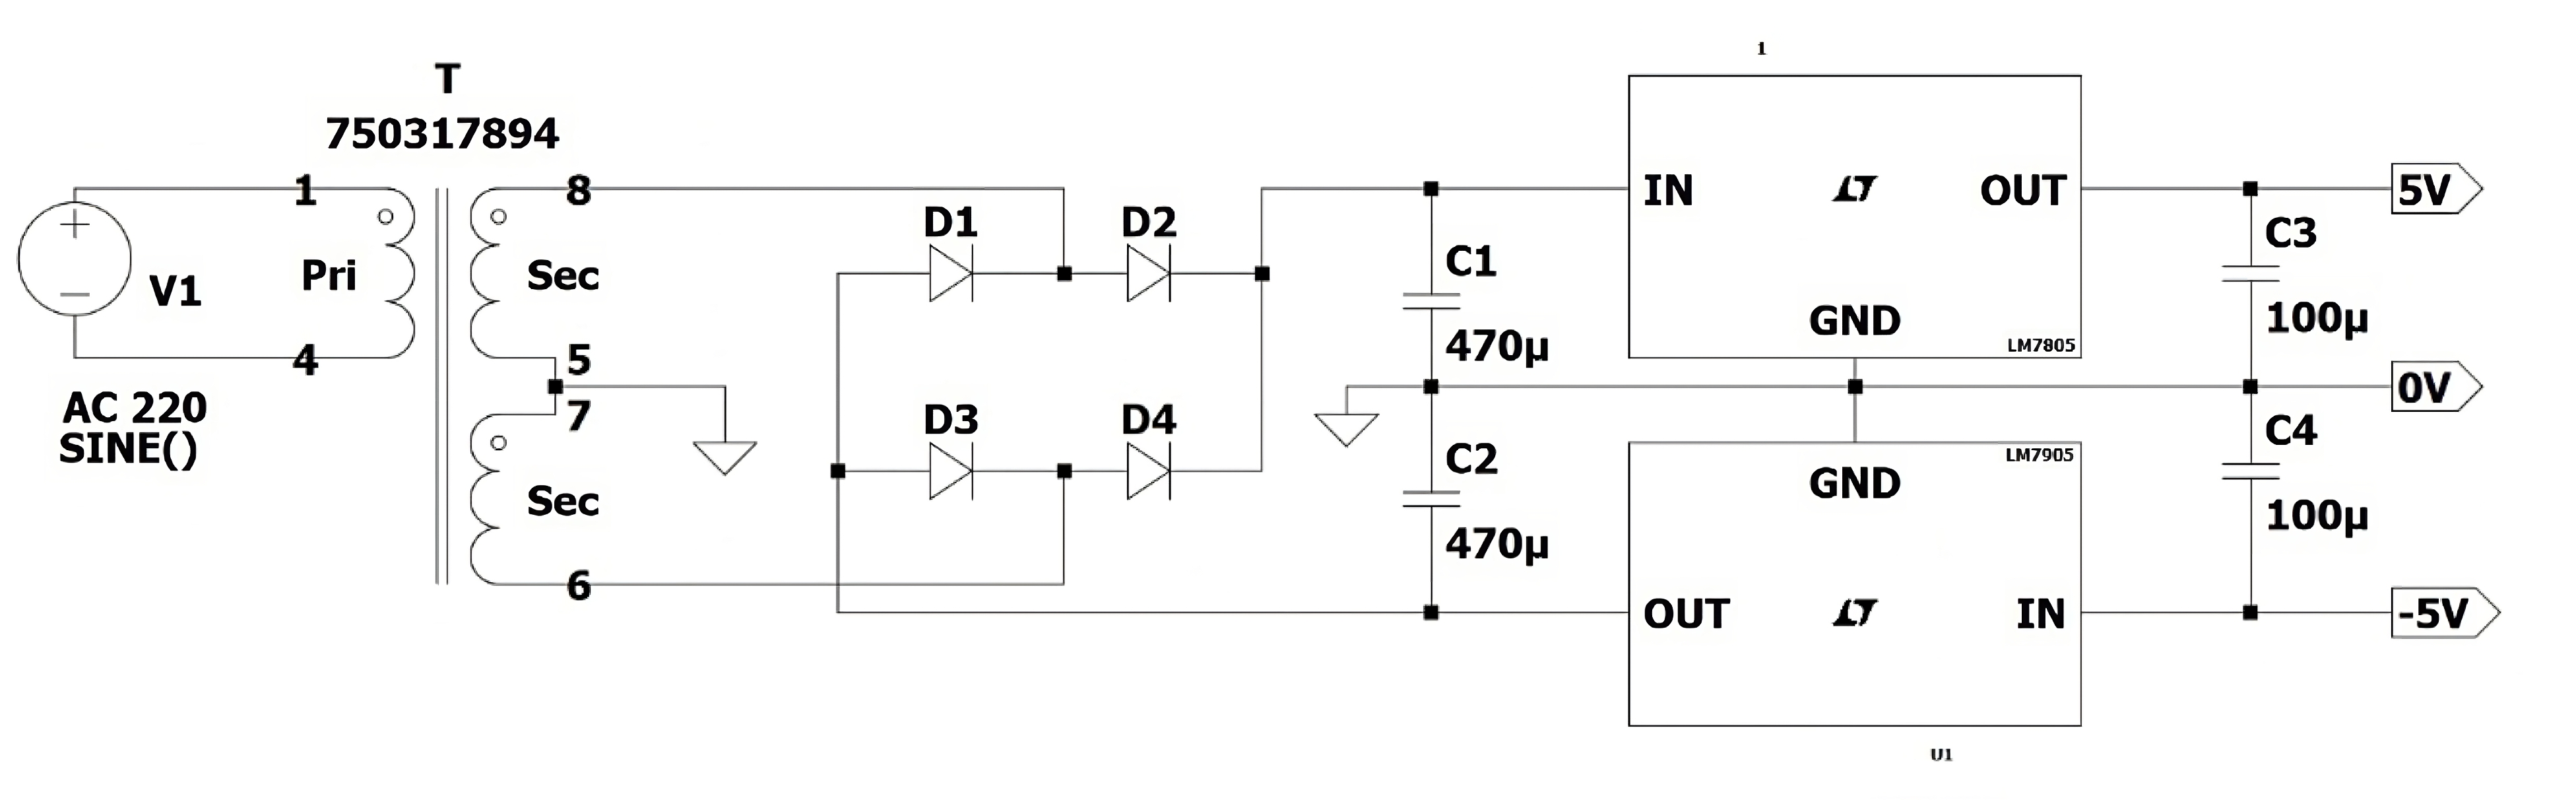 1
T
750317894
1
8
Pri
Sec
V1
4
5
AC 220
SINE()
7
Sec
6
D1
D2
D3
D4
C1
470µ
C2
470µ
IN
OUT
GND
LM7805
LM7905
GND
OUT
IN
U1
C3
100µ
C4
100µ
5V
0V
-5V